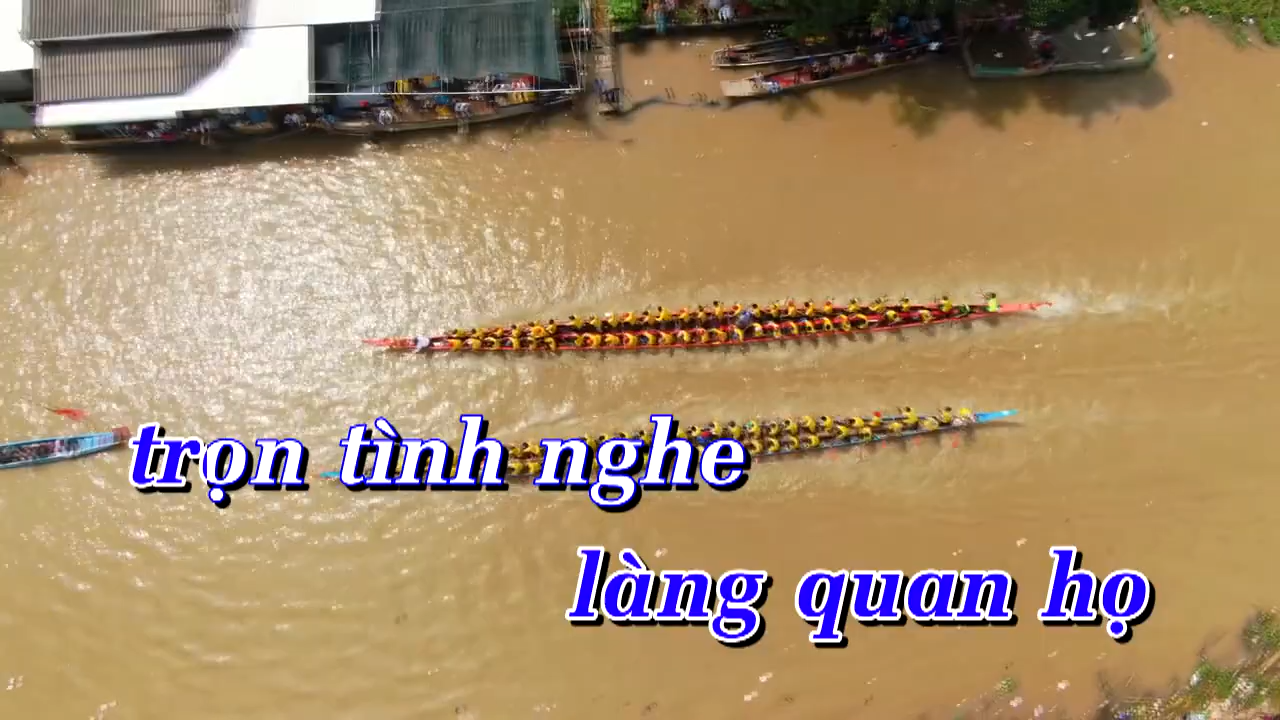 trọn tình nghe
làng quan họ